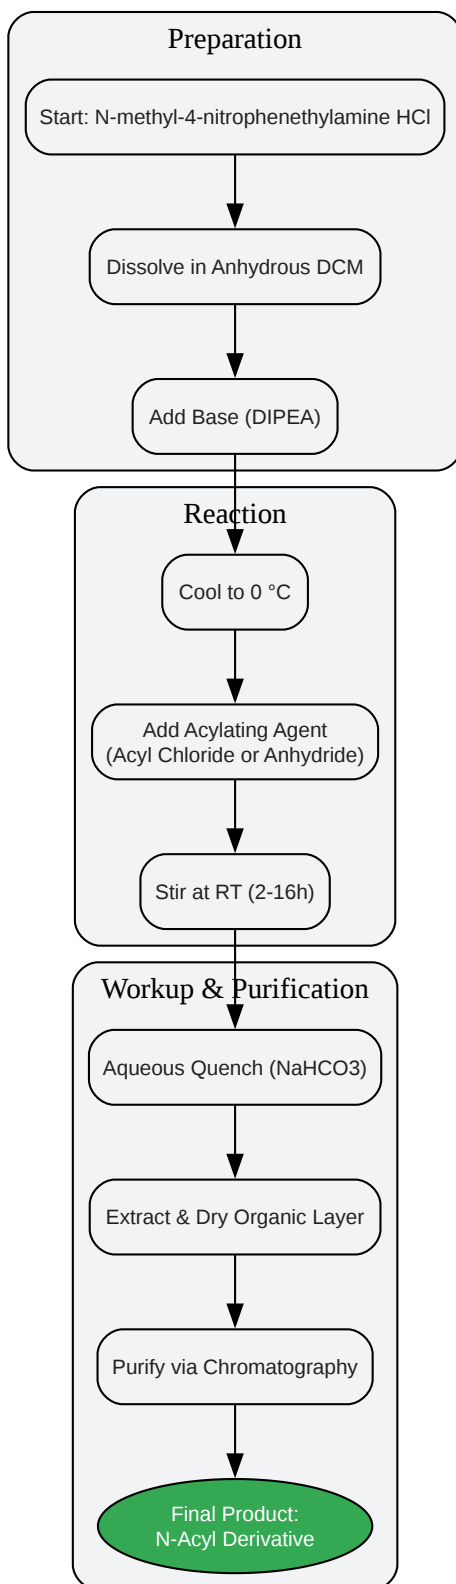 Preparation
Start: N-methyl-4-nitrophenethylamine HCl
Dissolve in Anhydrous DCM
Add Base (DIPEA)
Reaction
Cool to 0 °C
Add Acylating Agent
(Acyl Chloride or Anhydride)
Stir at RT (2-16h)
Workup & Purification
Aqueous Quench (NaHCO3)
Extract & Dry Organic Layer
Purify via Chromatography
Final Product:
N-Acyl Derivative